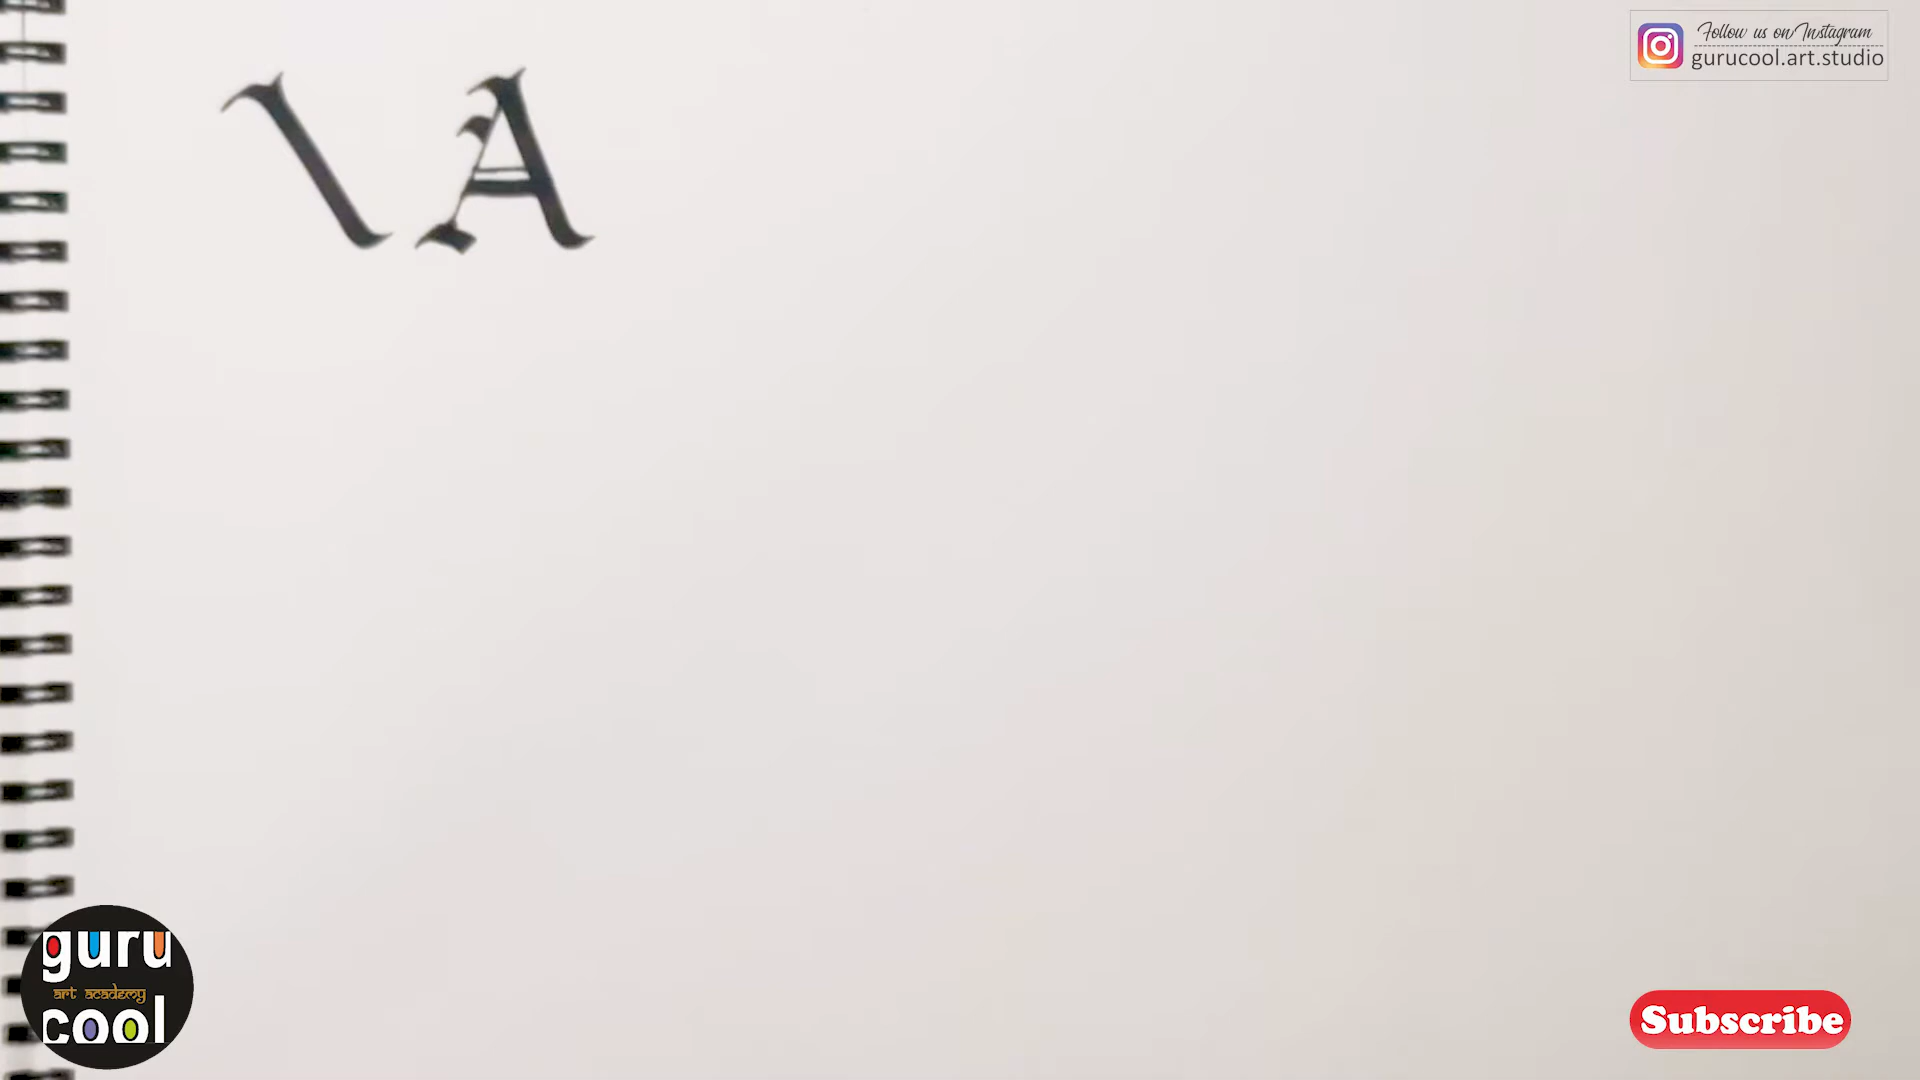 Follow us on Instagram
gurucool.art.studio
A
guru
art academy
cool
Subscribe